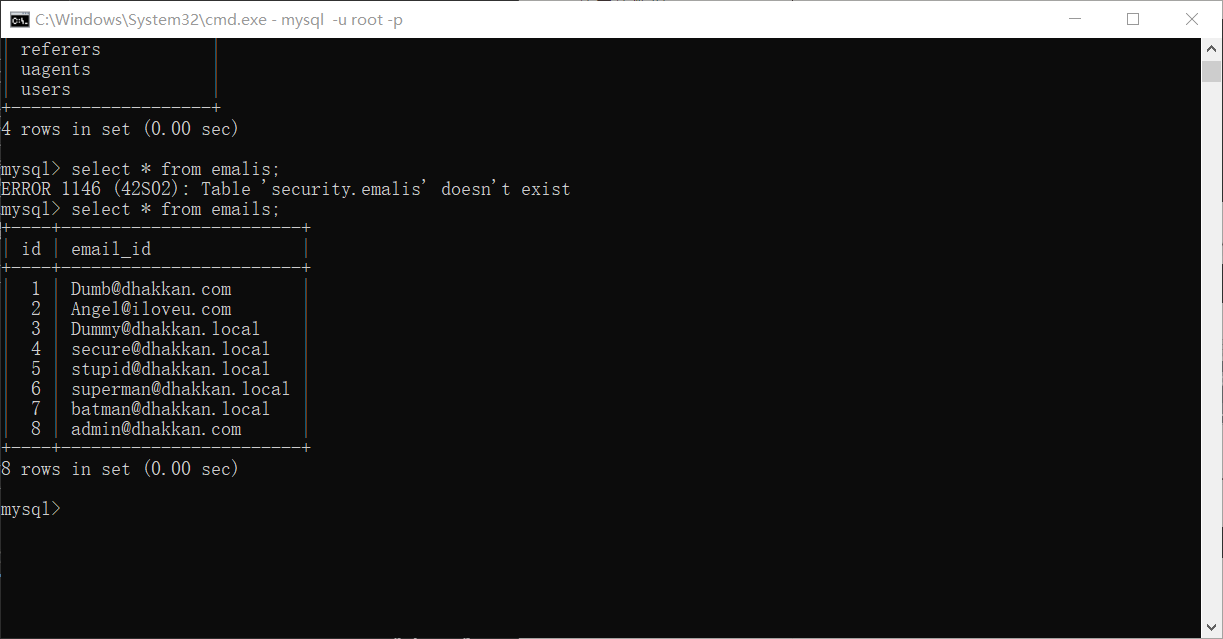 C:\Windows\System32\cmd.exe - mysql  -u root -p
| referers           |
| uagents            |
| users              |
+--------------------+
4 rows in set (0.00 sec)
mysql> select * from emalis;
ERROR 1146 (42S02): Table 'security.emalis' doesn't exist
mysql> select * from emails;
+----+------------------------+
| id | email_id               |
+----+------------------------+
|  1 | Dumb@dhakkan.com       |
|  2 | Angel@iloveu.com       |
|  3 | Dummy@dhakkan.local    |
|  4 | secure@dhakkan.local   |
|  5 | stupid@dhakkan.local   |
|  6 | superman@dhakkan.local |
|  7 | batman@dhakkan.local   |
|  8 | admin@dhakkan.com      |
+----+------------------------+
8 rows in set (0.00 sec)
mysql>